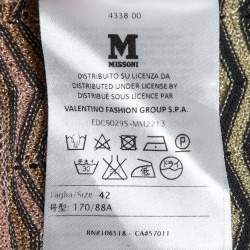 4338 00
M
MISSONI
DISTRIBUITO SU LICENZA DA
DISTRIBUITED UNDER LICENSE BY
DISTRIBUÉ SOUS LICENCE PAR
VALENTINO FASHION GROUP S.P.A.
EDC90295-MM2213
Taglia/Size 42
号型: 170/88A
RN#106518 - CA#57011